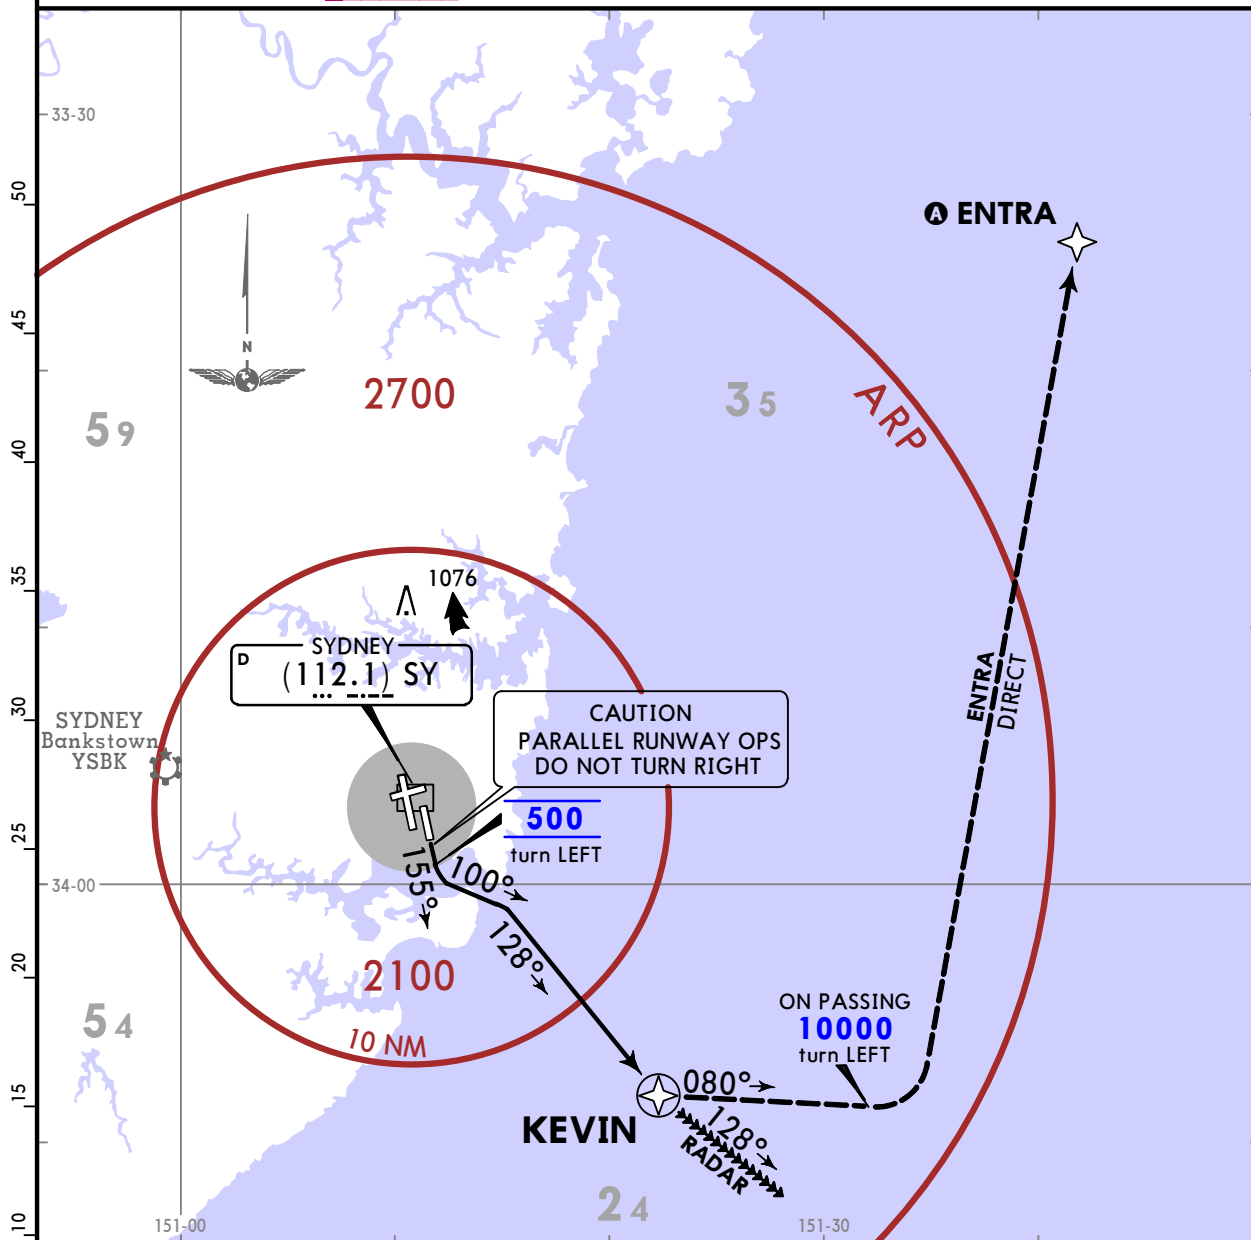 33-30
50
A ENTRA
45
N
2700
35
ARP
59
40
35
1076
SYDNEY
D (112.1) SY
ENTRA
DIRECT
30
SYDNEY
Bankstown
YSBK
CAUTION
PARALLEL RUNWAY OPS
DO NOT TURN RIGHT
500
turn LEFT
25
34-00
155°
100°
128°
20
2100
54
10 NM
ON PASSING
10000
turn LEFT
15
080°
KEVIN
128°
RADAR
24
10
151-00
151-30